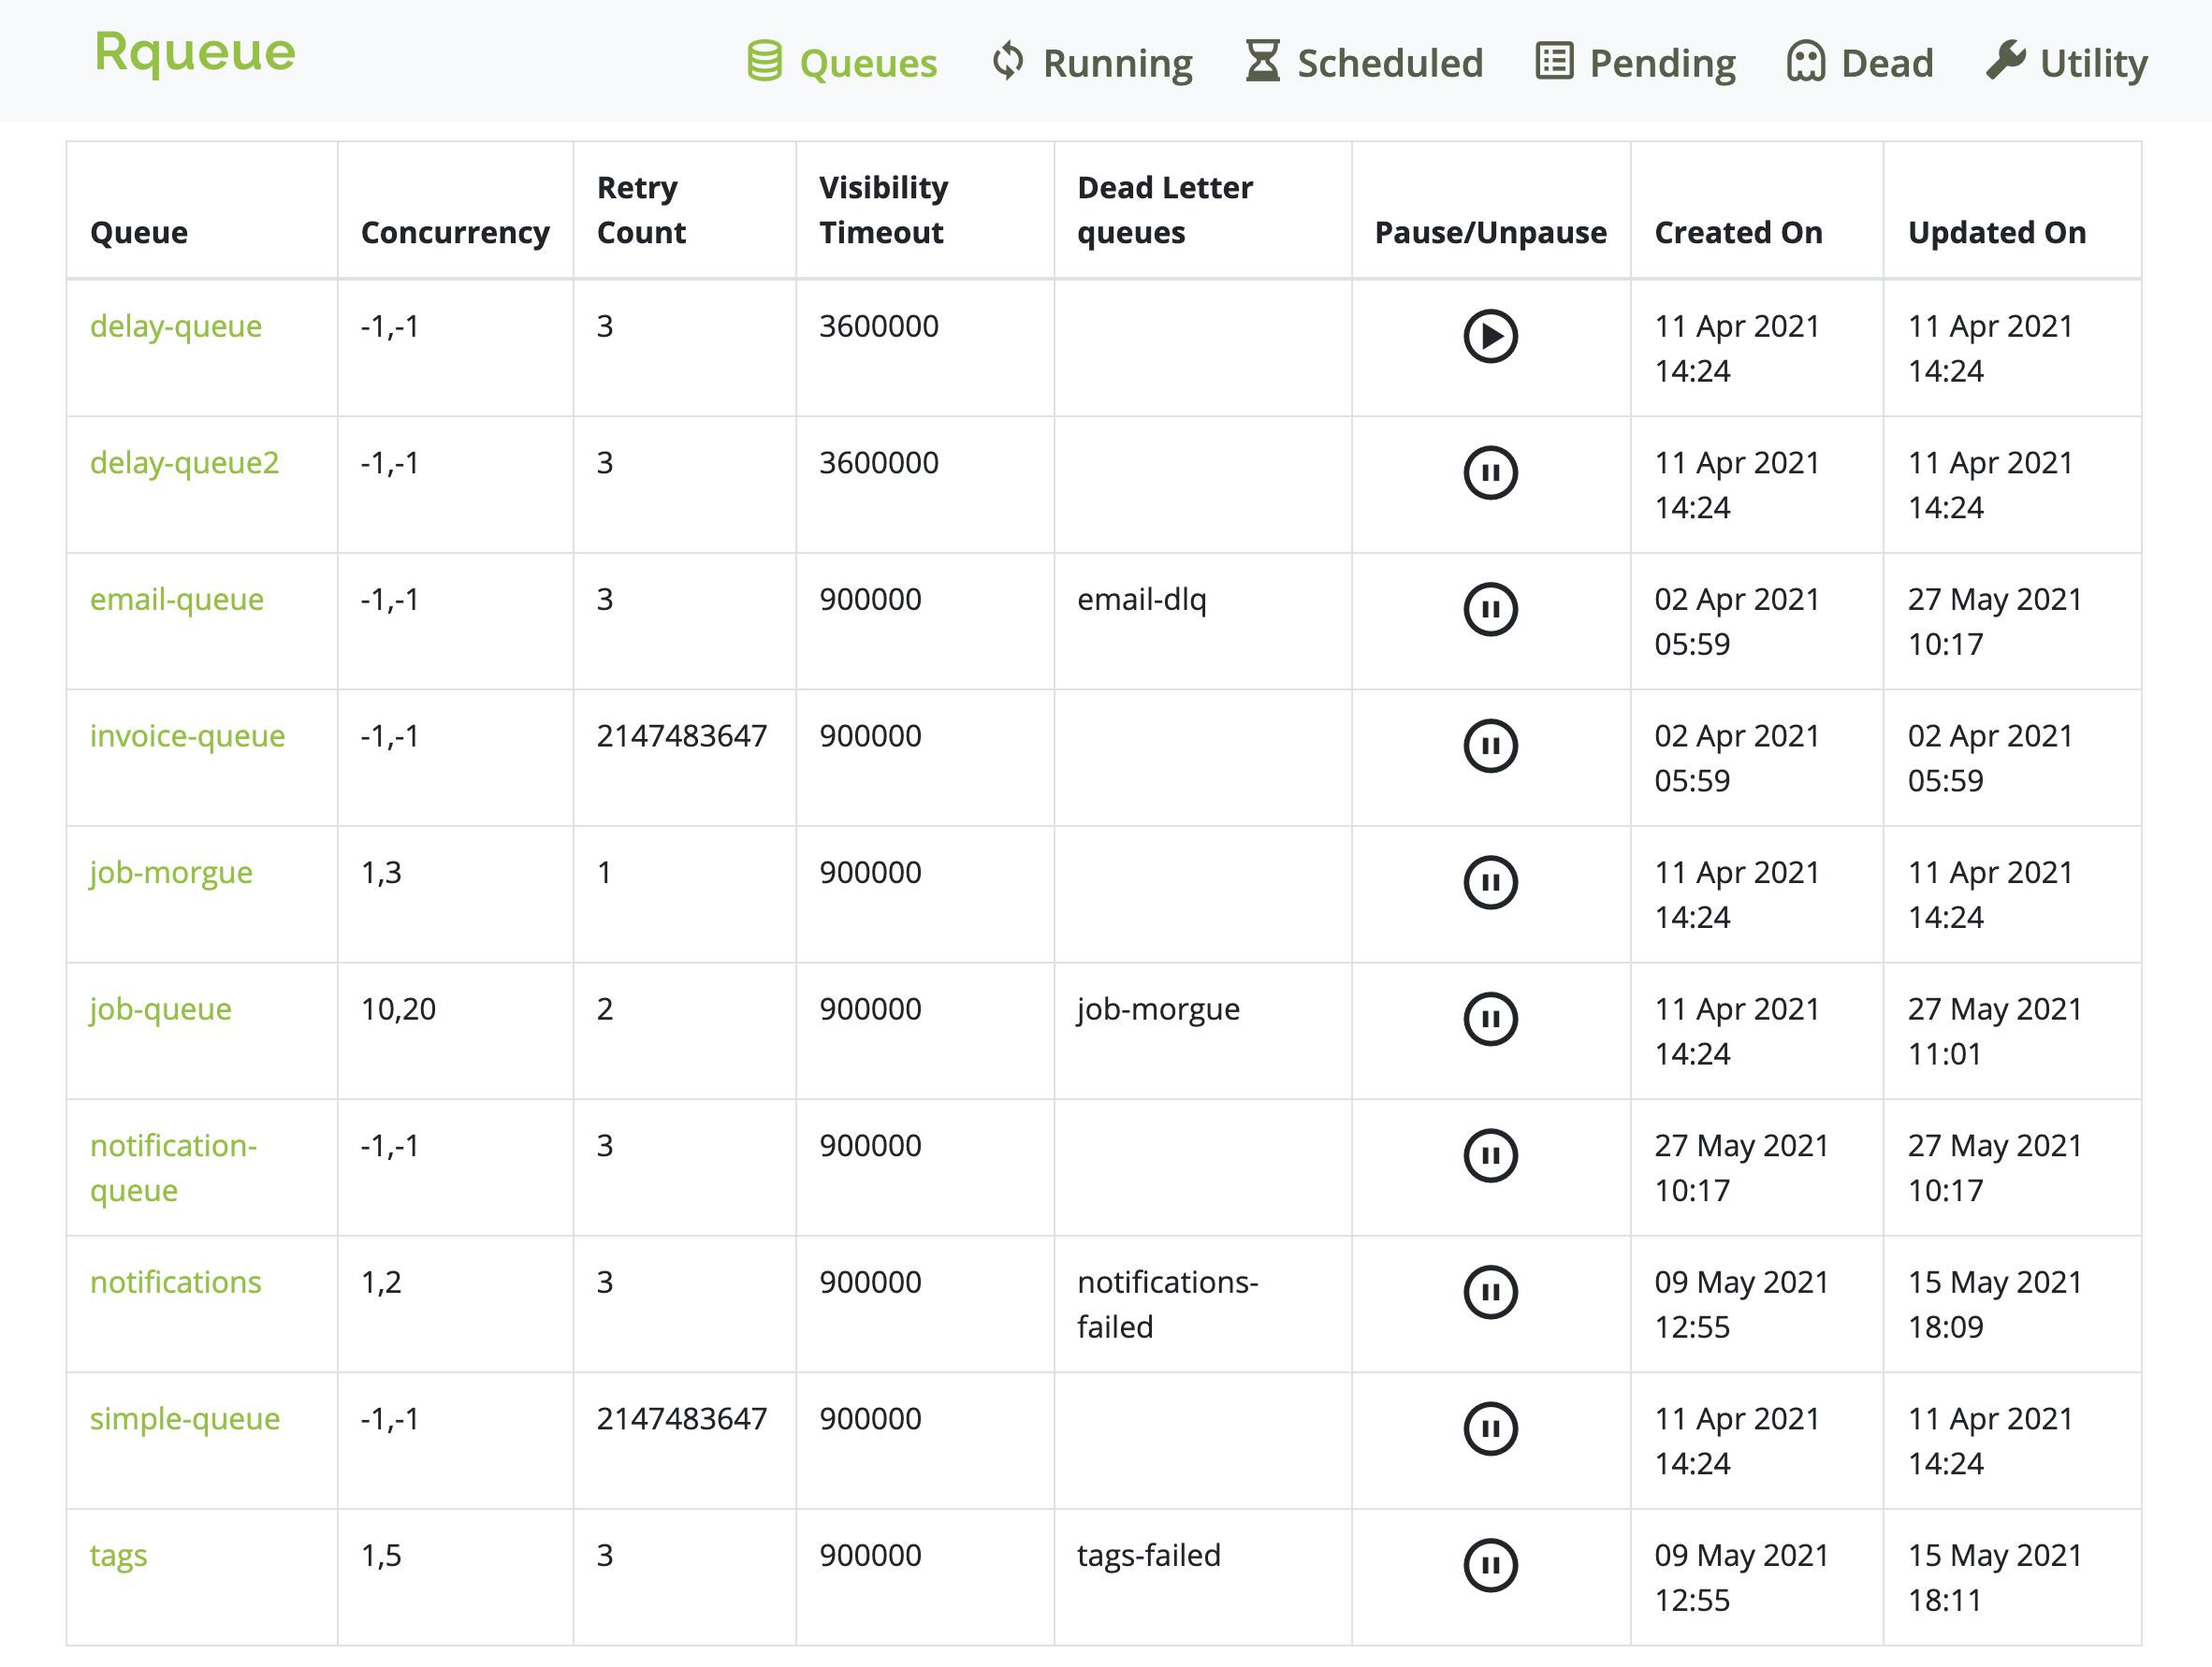 Rqueue
Queues Running Scheduled Pending Dead Utility
Queue Concurrency Retry Count Visibility Timeout Dead Letter queues Pause/Unpause Created On Updated On
delay-queue -1,-1 3 3600000 11 Apr 2021 14:24 11 Apr 2021 14:24
delay-queue2 -1,-1 3 3600000 11 Apr 2021 14:24 11 Apr 2021 14:24
email-queue -1,-1 3 900000 email-dlq 02 Apr 2021 05:59 27 May 2021 10:17
invoice-queue -1,-1 2147483647 900000 02 Apr 2021 05:59 02 Apr 2021 05:59
job-morgue 1,3 1 900000 11 Apr 2021 14:24 11 Apr 2021 14:24
job-queue 10,20 2 900000 job-morgue 11 Apr 2021 14:24 27 May 2021 11:01
notification-queue -1,-1 3 900000 27 May 2021 10:17 27 May 2021 10:17
notifications 1,2 3 900000 notifications-failed 09 May 2021 12:55 15 May 2021 18:09
simple-queue -1,-1 2147483647 900000 11 Apr 2021 14:24 11 Apr 2021 14:24
tags 1,5 3 900000 tags-failed 09 May 2021 12:55 15 May 2021 18:11